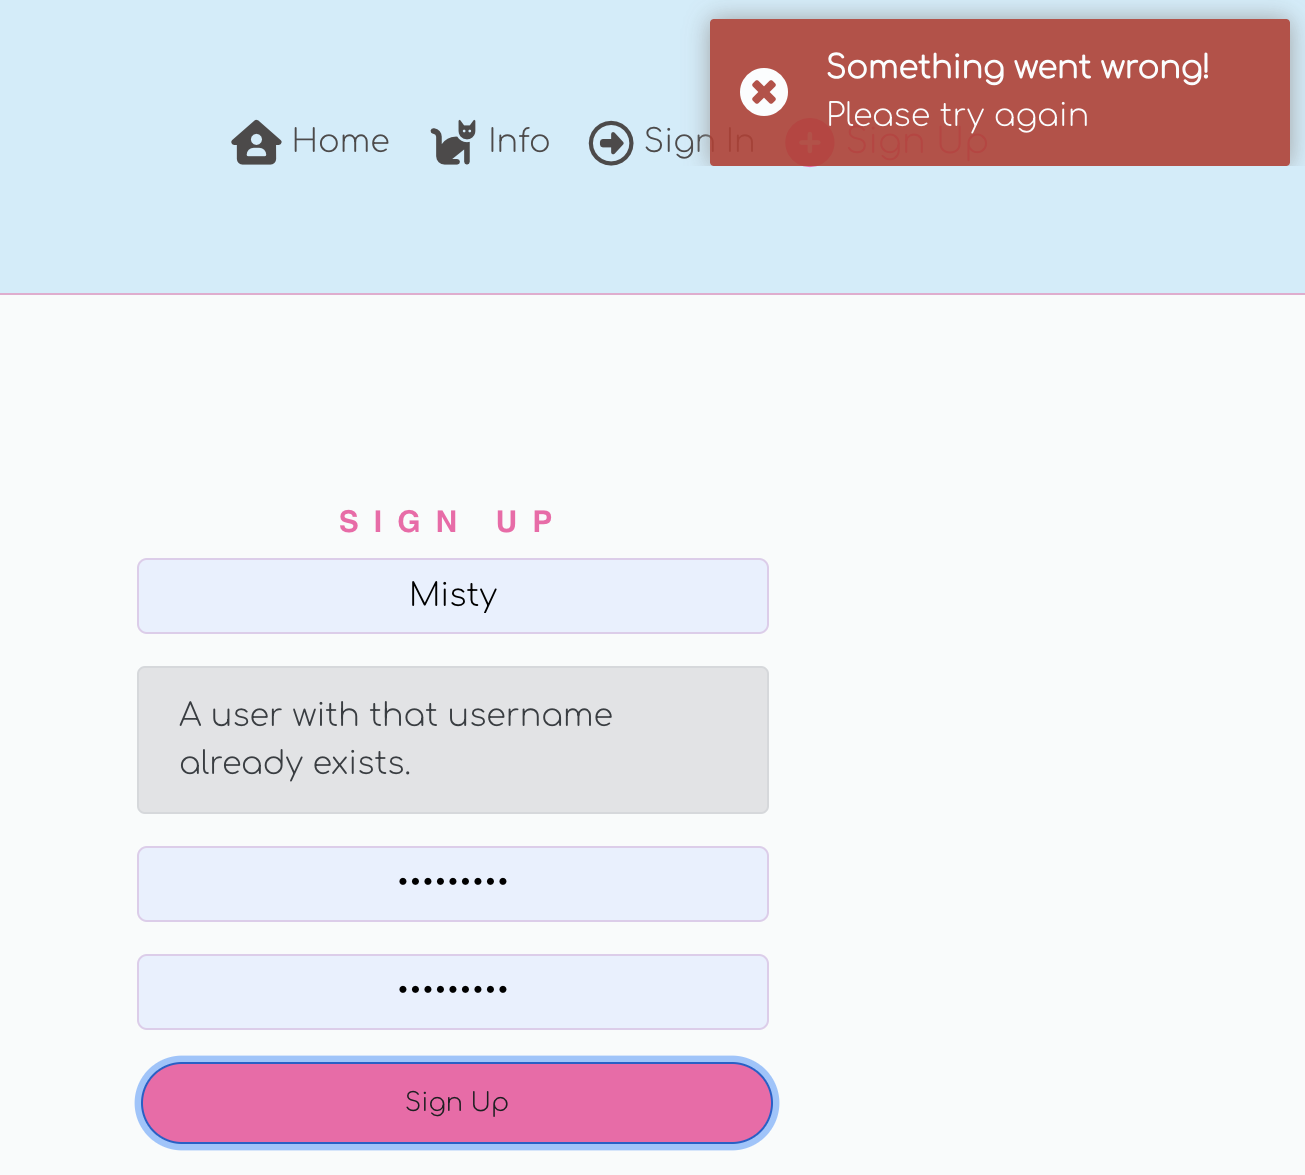 Something went wrong!
Please try again
Home Info Sign In Sign Up
SIGN UP
Misty
A user with that username
already exists.
•••••••••
•••••••••
Sign Up